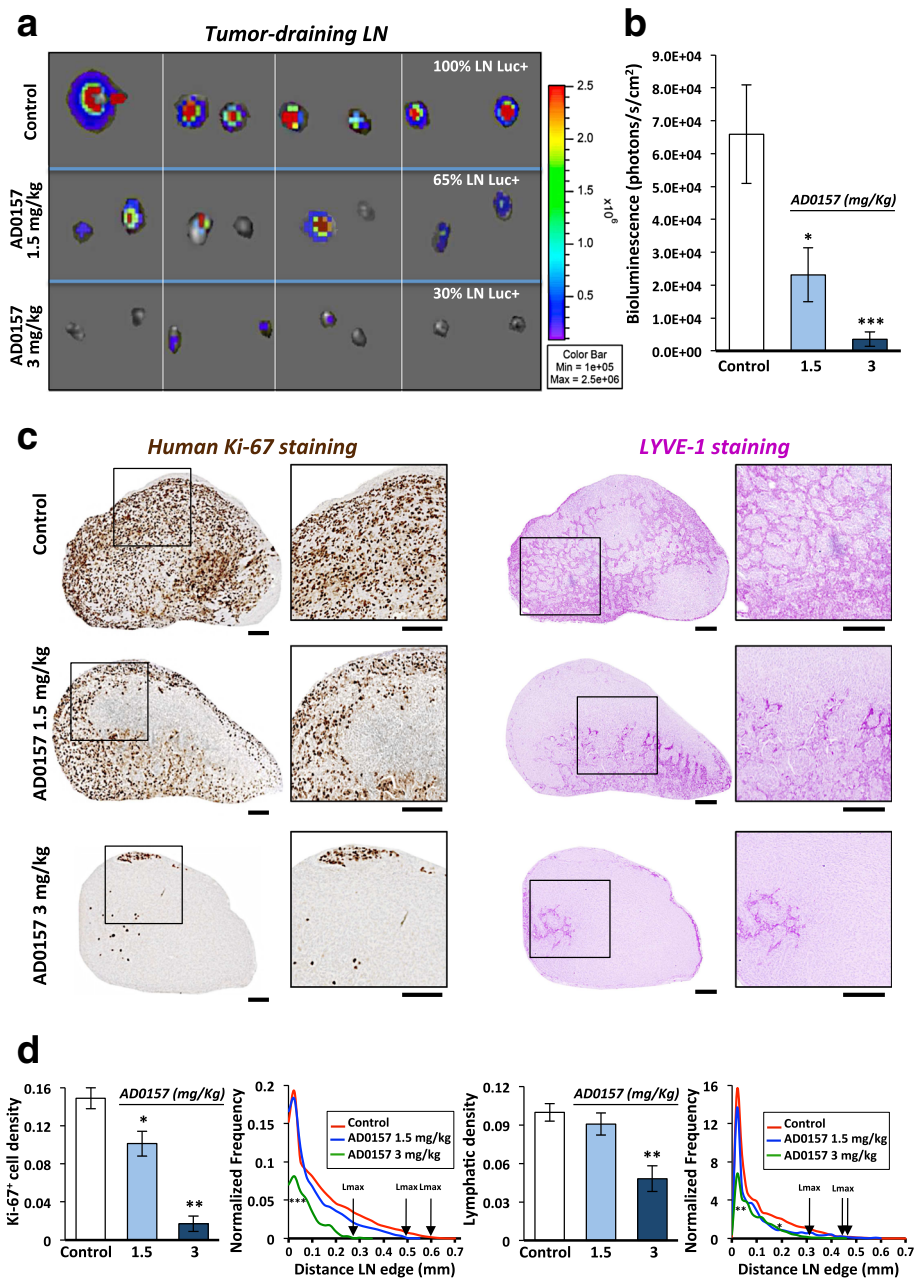 a
Tumor-draining LN
Control
100% LN Luc+
AD0157
1.5 mg/kg
65% LN Luc+
AD0157
3 mg/kg
30% LN Luc+
2.5
2.0
1.5
1.0
0.5
x10⁶
Color Bar
Min = 1e+05
Max = 2.5e+06
b
Bioluminescence (photons/s/cm²)
9.0E+04
8.0E+04
7.0E+04
6.0E+04
5.0E+04
4.0E+04
3.0E+04
2.0E+04
1.0E+04
0.0E+00
AD0157 (mg/Kg)
*
***
Control 1.5 3
c
Human Ki-67 staining
LYVE-1 staining
Control
AD0157 1.5 mg/kg
AD0157 3 mg/kg
d
Ki-67⁺ cell density
0.16
0.12
0.08
0.04
0
AD0157 (mg/Kg)
*
**
Control 1.5 3
Normalized Frequency
0.2
0.15
0.1
0.05
0
Control
AD0157 1.5 mg/kg
AD0157 3 mg/kg
Lmax Lmax Lmax
***
0 0.1 0.2 0.3 0.4 0.5 0.6 0.7
Distance LN edge (mm)
Lymphatic density
0.12
0.09
0.06
0.03
0
AD0157 (mg/Kg)
**
Control 1.5 3
Normalized Frequency
16
12
8
4
0
Control
AD0157 1.5 mg/kg
AD0157 3 mg/kg
Lmax Lmax
**
*
0 0.1 0.2 0.3 0.4 0.5 0.6 0.7
Distance LN edge (mm)